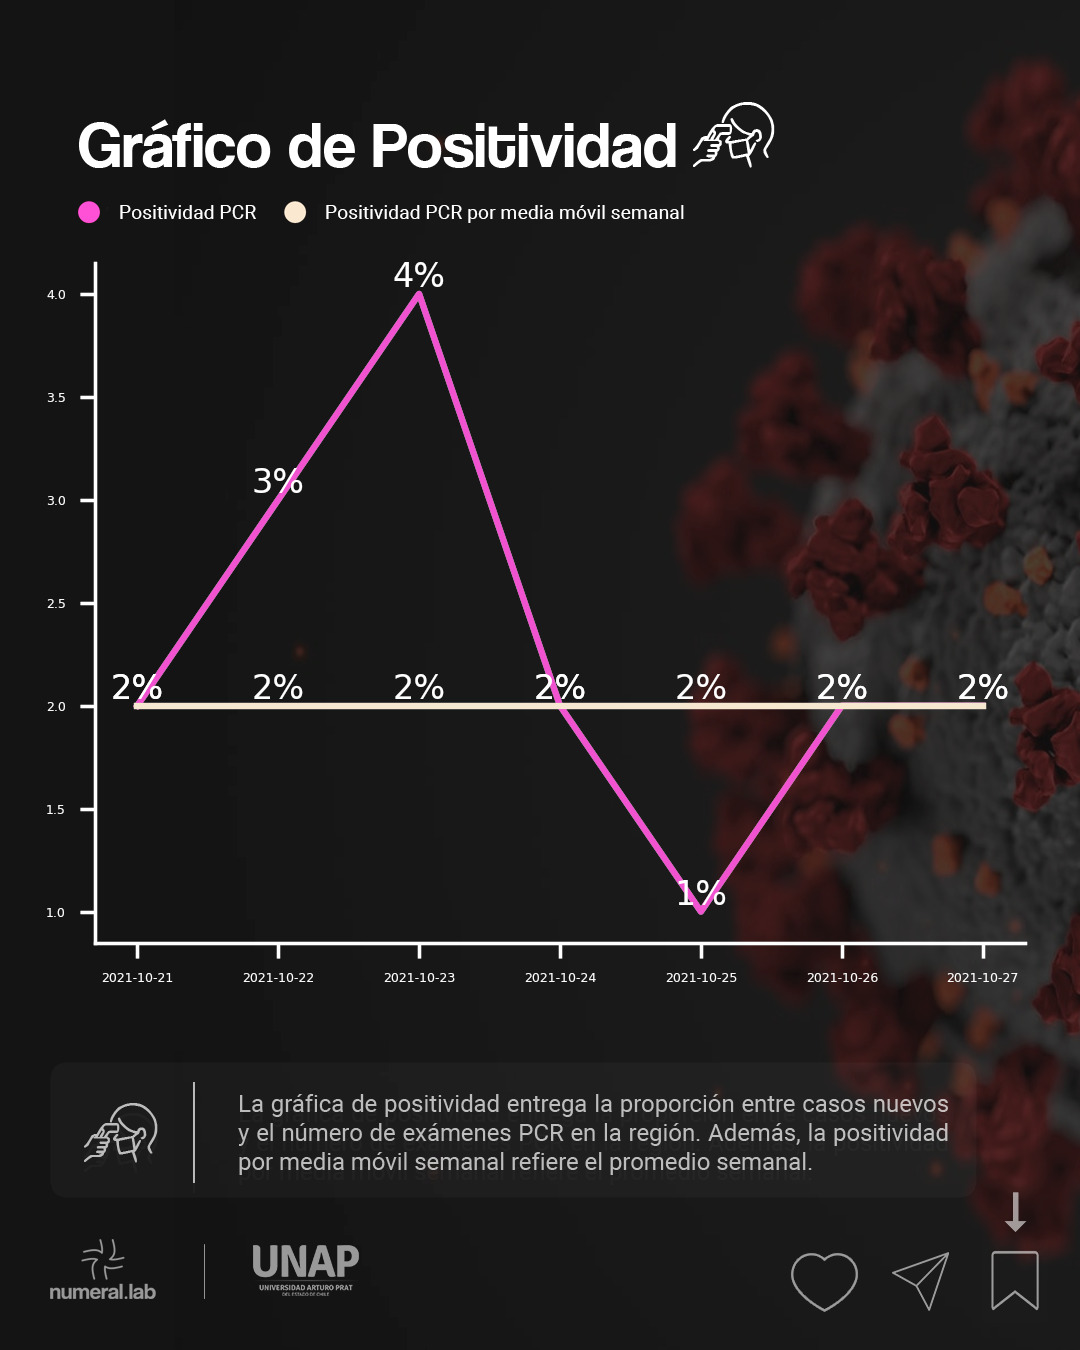 Gráfico de Positividad
Positividad PCR
Positividad PCR por media móvil semanal
4%
4.0
3.5
3%
3.0
2.5
2% 2% 2% 2% 2% 2% 2%
2.0
1.5
1%
1.0
2021-10-21 2021-10-22 2021-10-23 2021-10-24 2021-10-25 2021-10-26 2021-10-27
La gráfica de positividad entrega la proporción entre casos nuevos
y el número de exámenes PCR en la región. Además, la positividad
por media móvil semanal refiere el promedio semanal.
numeral.lab
UNAP
UNIVERSIDAD ARTURO PRAT
DEL ESTADO DE CHILE